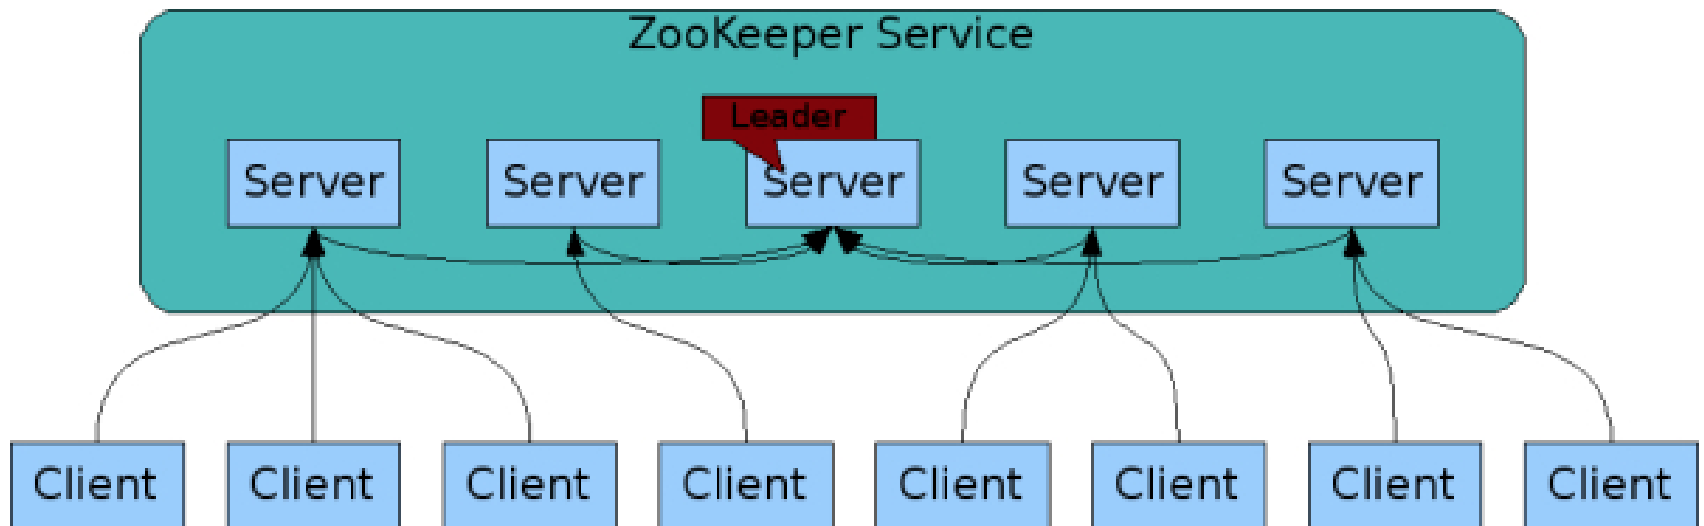 ZooKeeper Service
Leader
Server
Server
Server
Server
Server
Client
Client
Client
Client
Client
Client
Client
Client